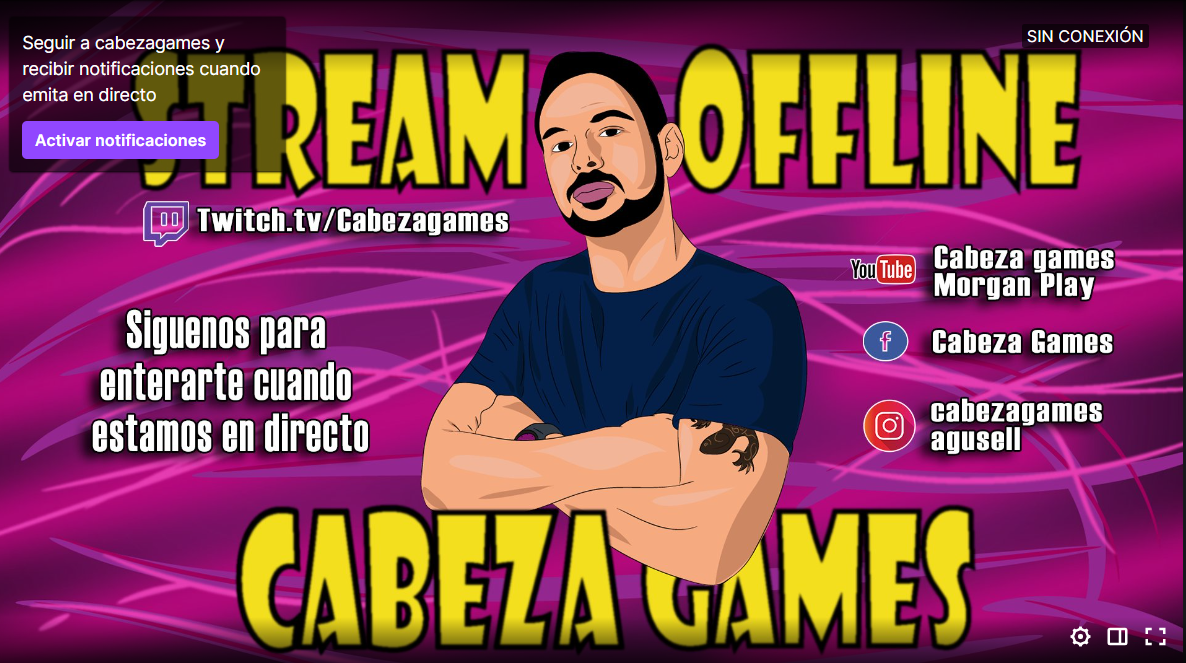 Seguir a cabezagames y
recibir notificaciones cuando
emita en directo
Activar notificaciones
SIN CONEXIÓN
STREAM OFFLINE
Twitch.tv/Cabezagames
Siguenos para
enterarte cuando
estamos en directo
YouTube
Cabeza games
Morgan Play
Cabeza Games
cabezagames
agusell
CABEZA GAMES